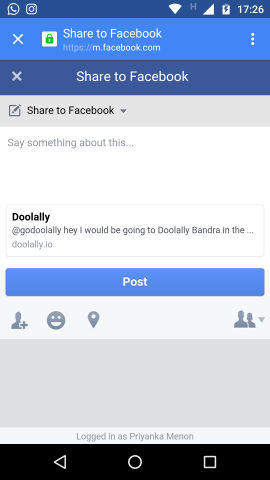 17:26
Share to Facebook
https://m.facebook.com
Share to Facebook
Share to Facebook
Say something about this...
Doolally
@godoolally hey I would be going to Doolally Bandra in the ...
doolally.io
Post
Logged in as Priyanka Menon